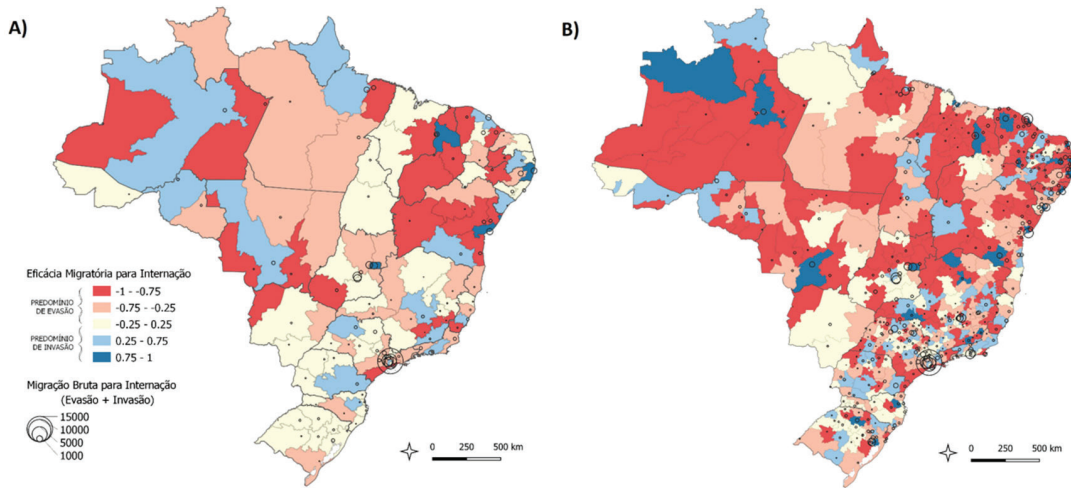 A)
B)
Eficácia Migratória para Internação
PREDOMÍNIO
DE EVASÃO
-1 - -0.75
-0.75 - -0.25
-0.25 - 0.25
PREDOMÍNIO
DE INVASÃO
0.25 - 0.75
0.75 - 1
Migração Bruta para Internação
(Evasão + Invasão)
15000
10000
5000
1000
0 250 500 km
0 250 500 km